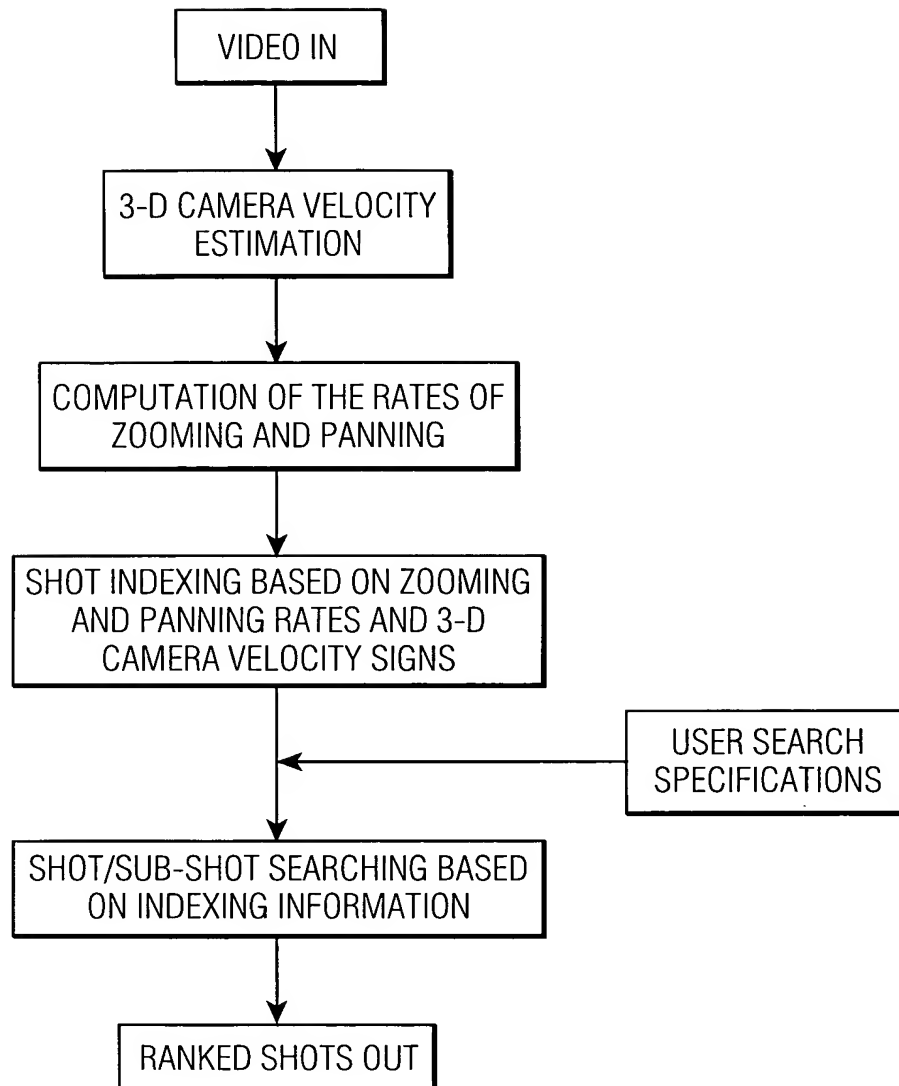 VIDEO IN
3-D CAMERA VELOCITY
ESTIMATION
COMPUTATION OF THE RATES OF
ZOOMING AND PANNING
SHOT INDEXING BASED ON ZOOMING
AND PANNING RATES AND 3-D
CAMERA VELOCITY SIGNS
USER SEARCH
SPECIFICATIONS
SHOT/SUB-SHOT SEARCHING BASED
ON INDEXING INFORMATION
RANKED SHOTS OUT